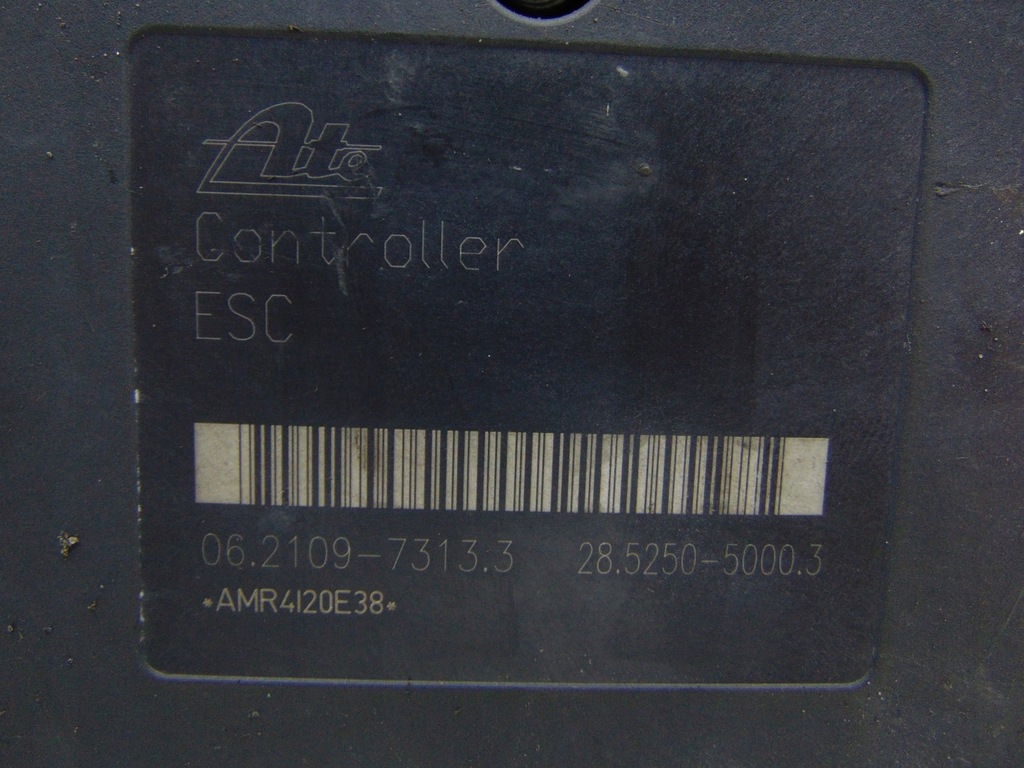 Ate
Controller
ESC
06.2109-7313.3 28.5250-5000.3
*AMR4120E38*